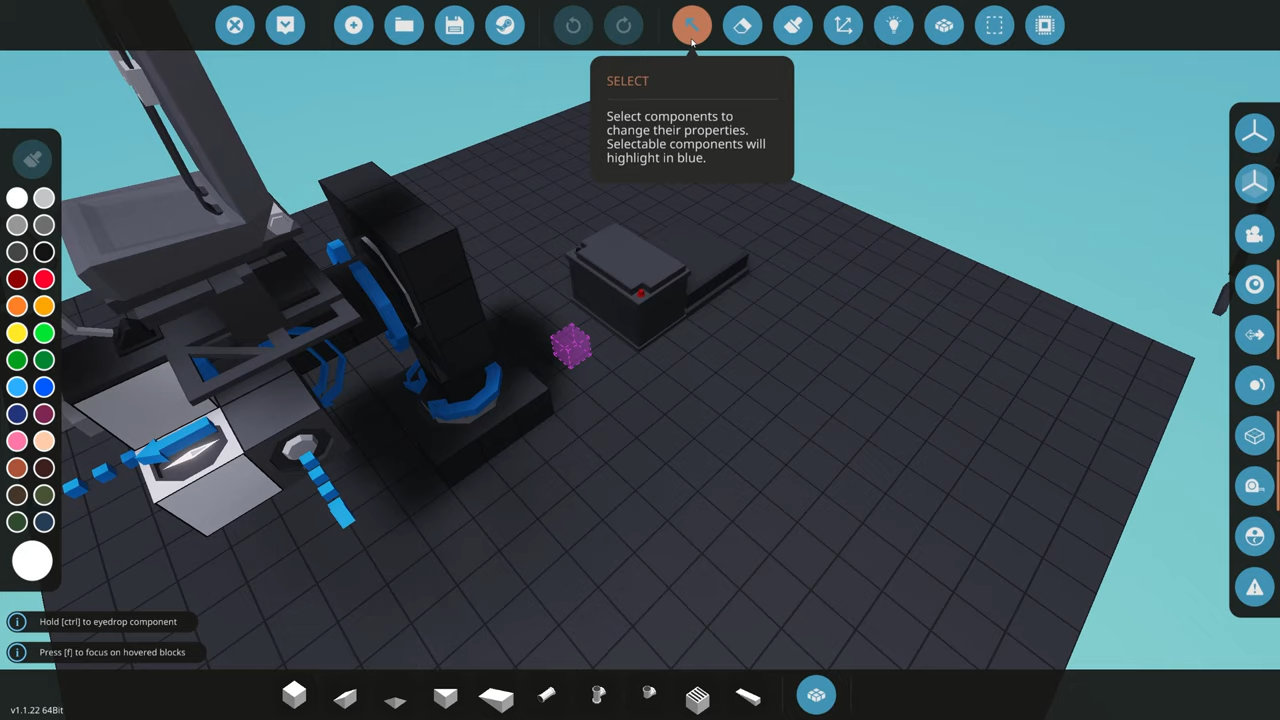 SELECT
Select components to
change their properties.
Selectable components will
highlight in blue.
Hold [ctrl] to eyedrop component
Press [f] to focus on hovered blocks
v1.1.22 64Bit